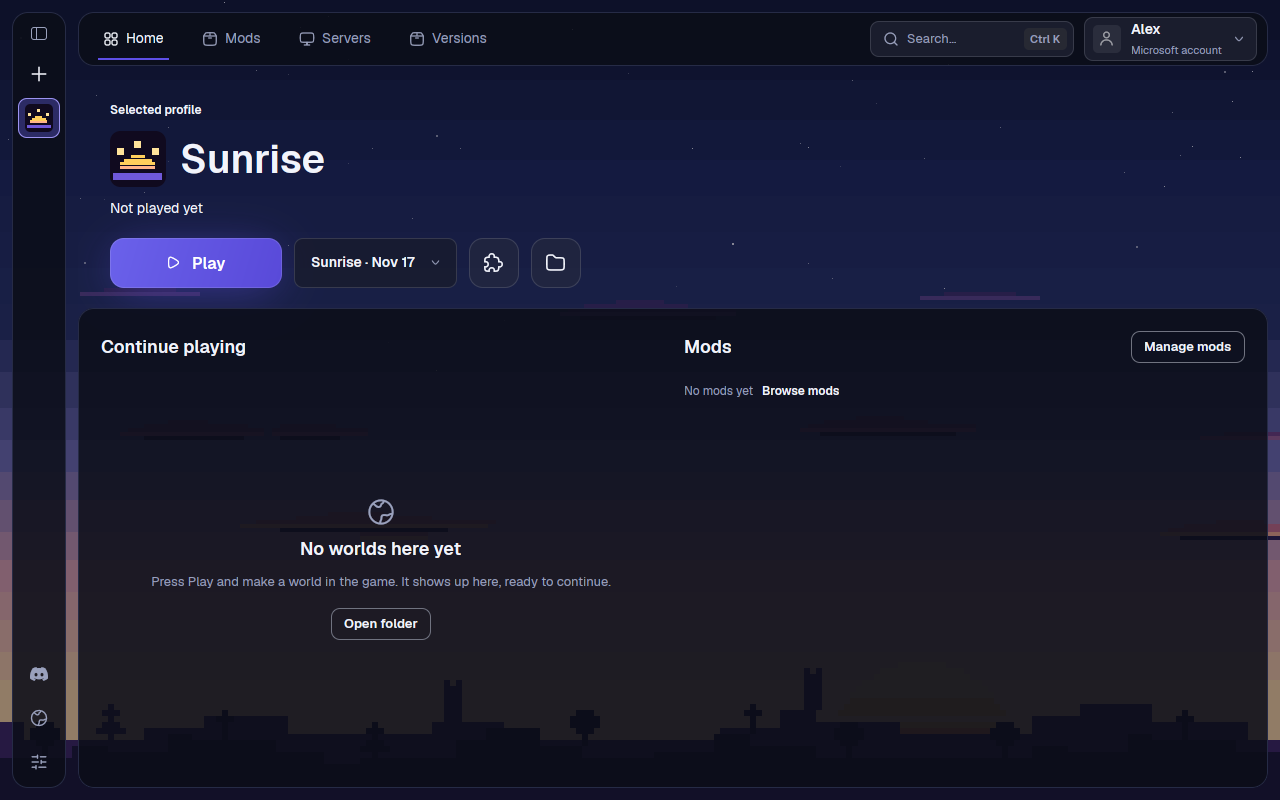 Home
Mods
Servers
Versions
Search...
Ctrl K
Alex
Microsoft account
Selected profile
Sunrise
Not played yet
Play
Sunrise · Nov 17
Continue playing
Mods
Manage mods
No mods yet Browse mods
No worlds here yet
Press Play and make a world in the game. It shows up here, ready to continue.
Open folder